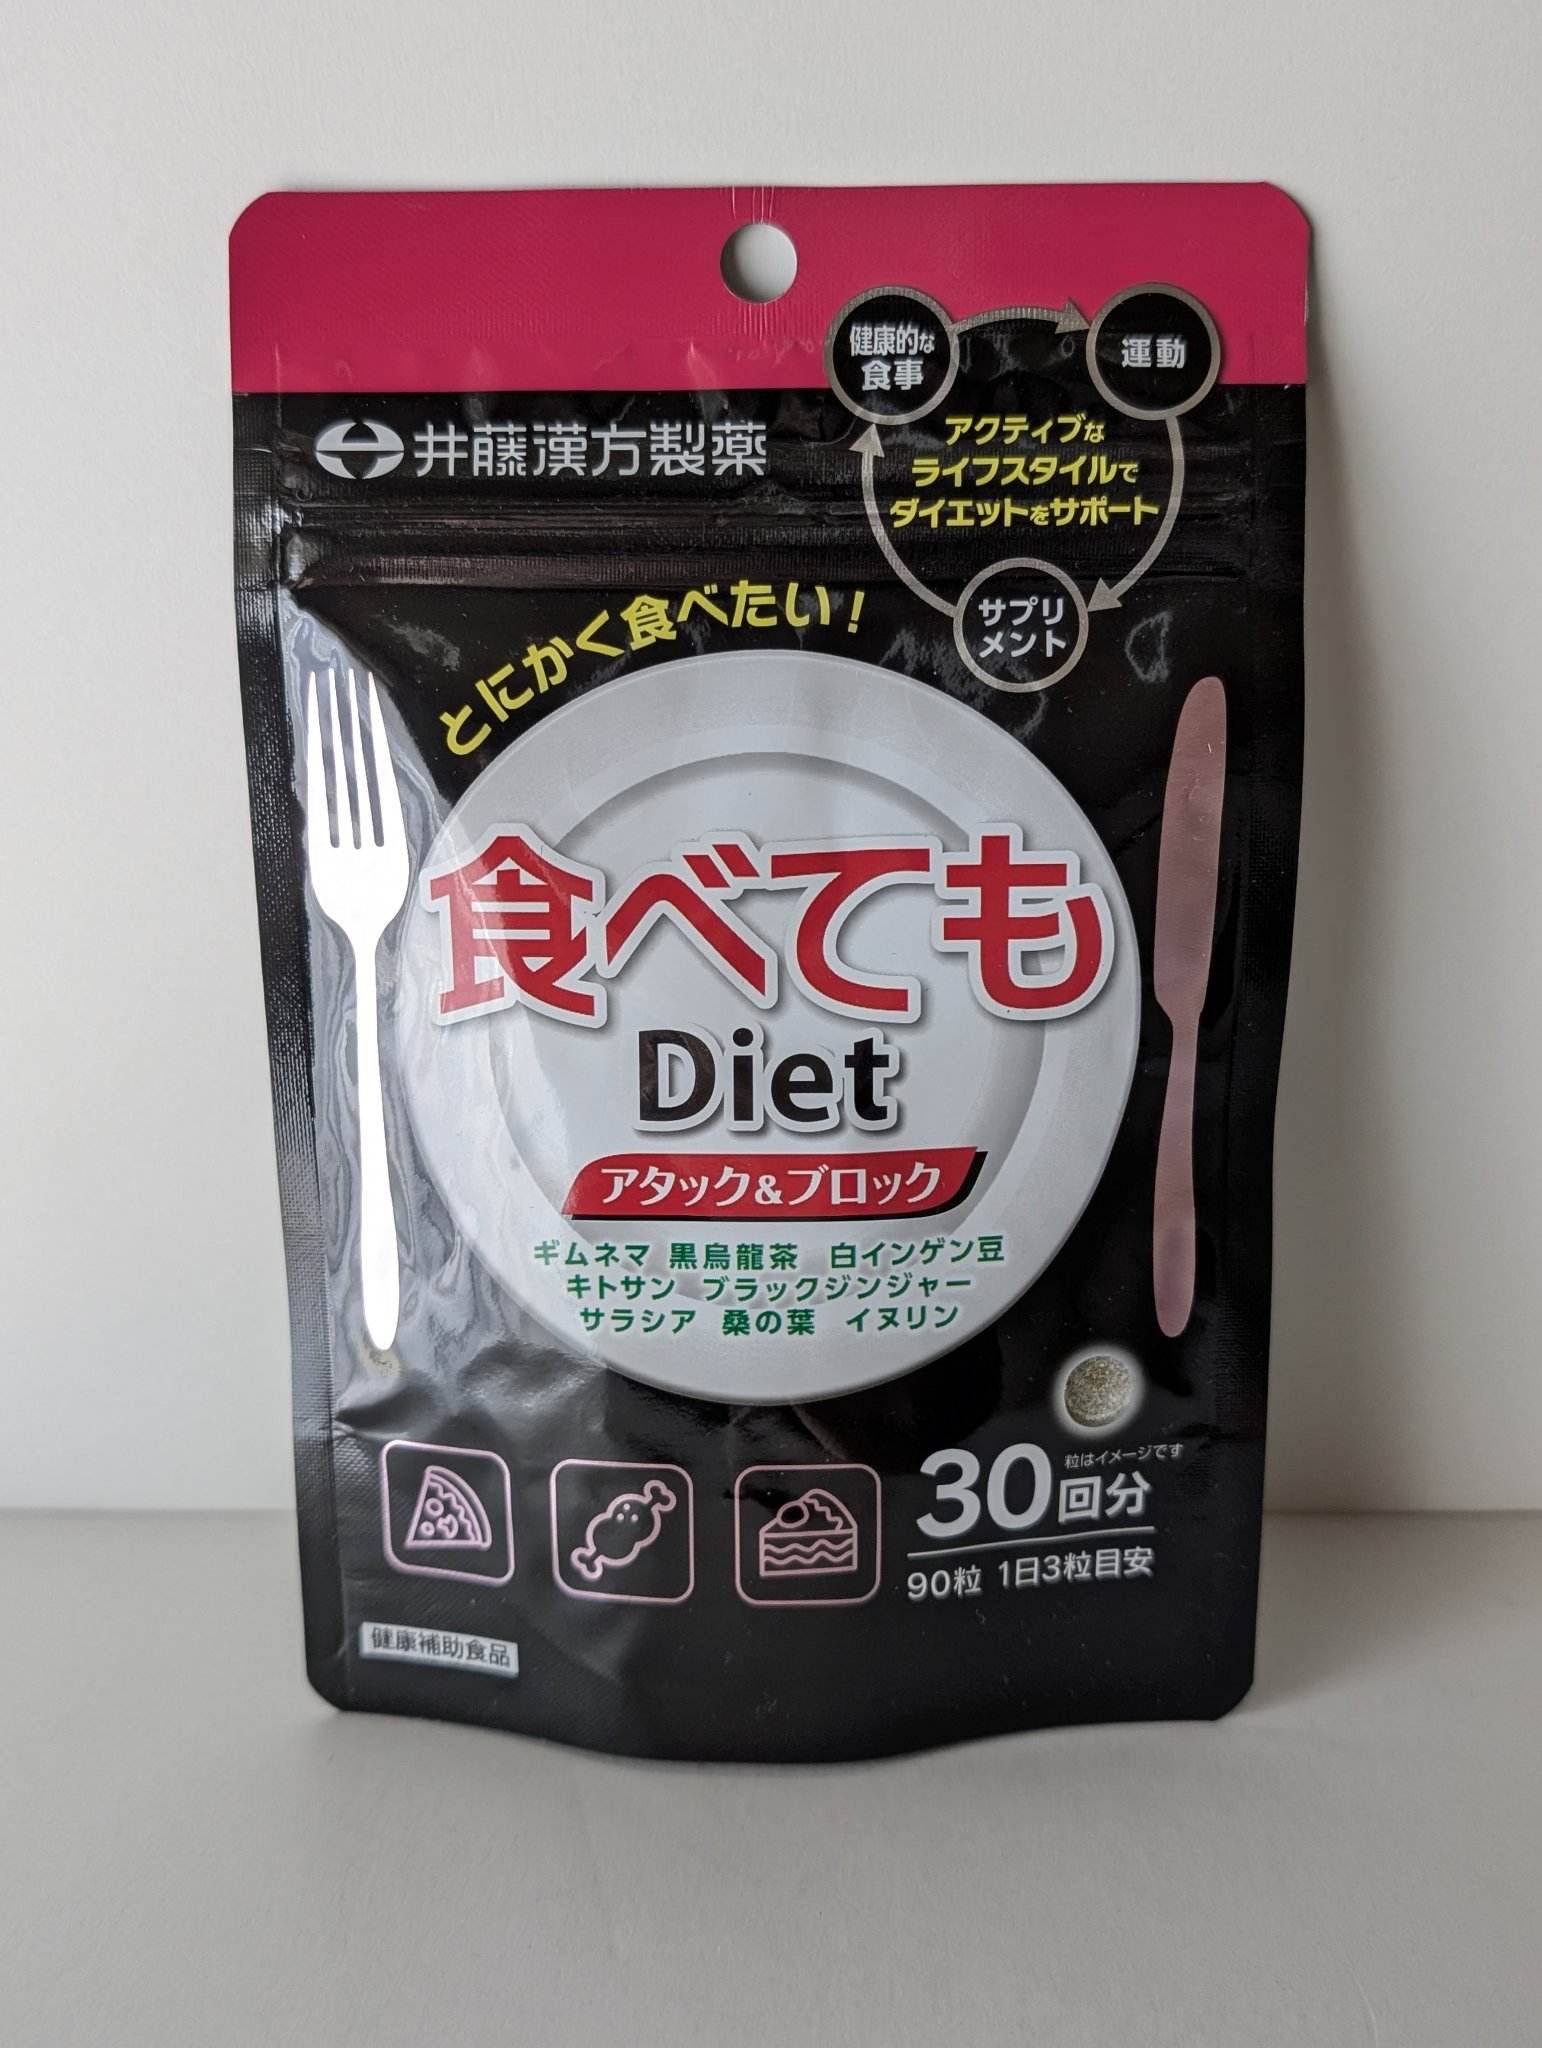 健康的な
食事
運動
井藤漢方製薬
アクティブな
ライフスタイルで
ダイエットをサポート
サプリ
メント
とにかく食べたい!
食べても
Diet
アタック&ブロック
ギムネマ 黒烏龍茶 白インゲン豆
キトサン ブラックジンジャー
サラシア 桑の葉 イヌリン
粒はイメージです
30回分
90粒 1日3粒目安
健康補助食品